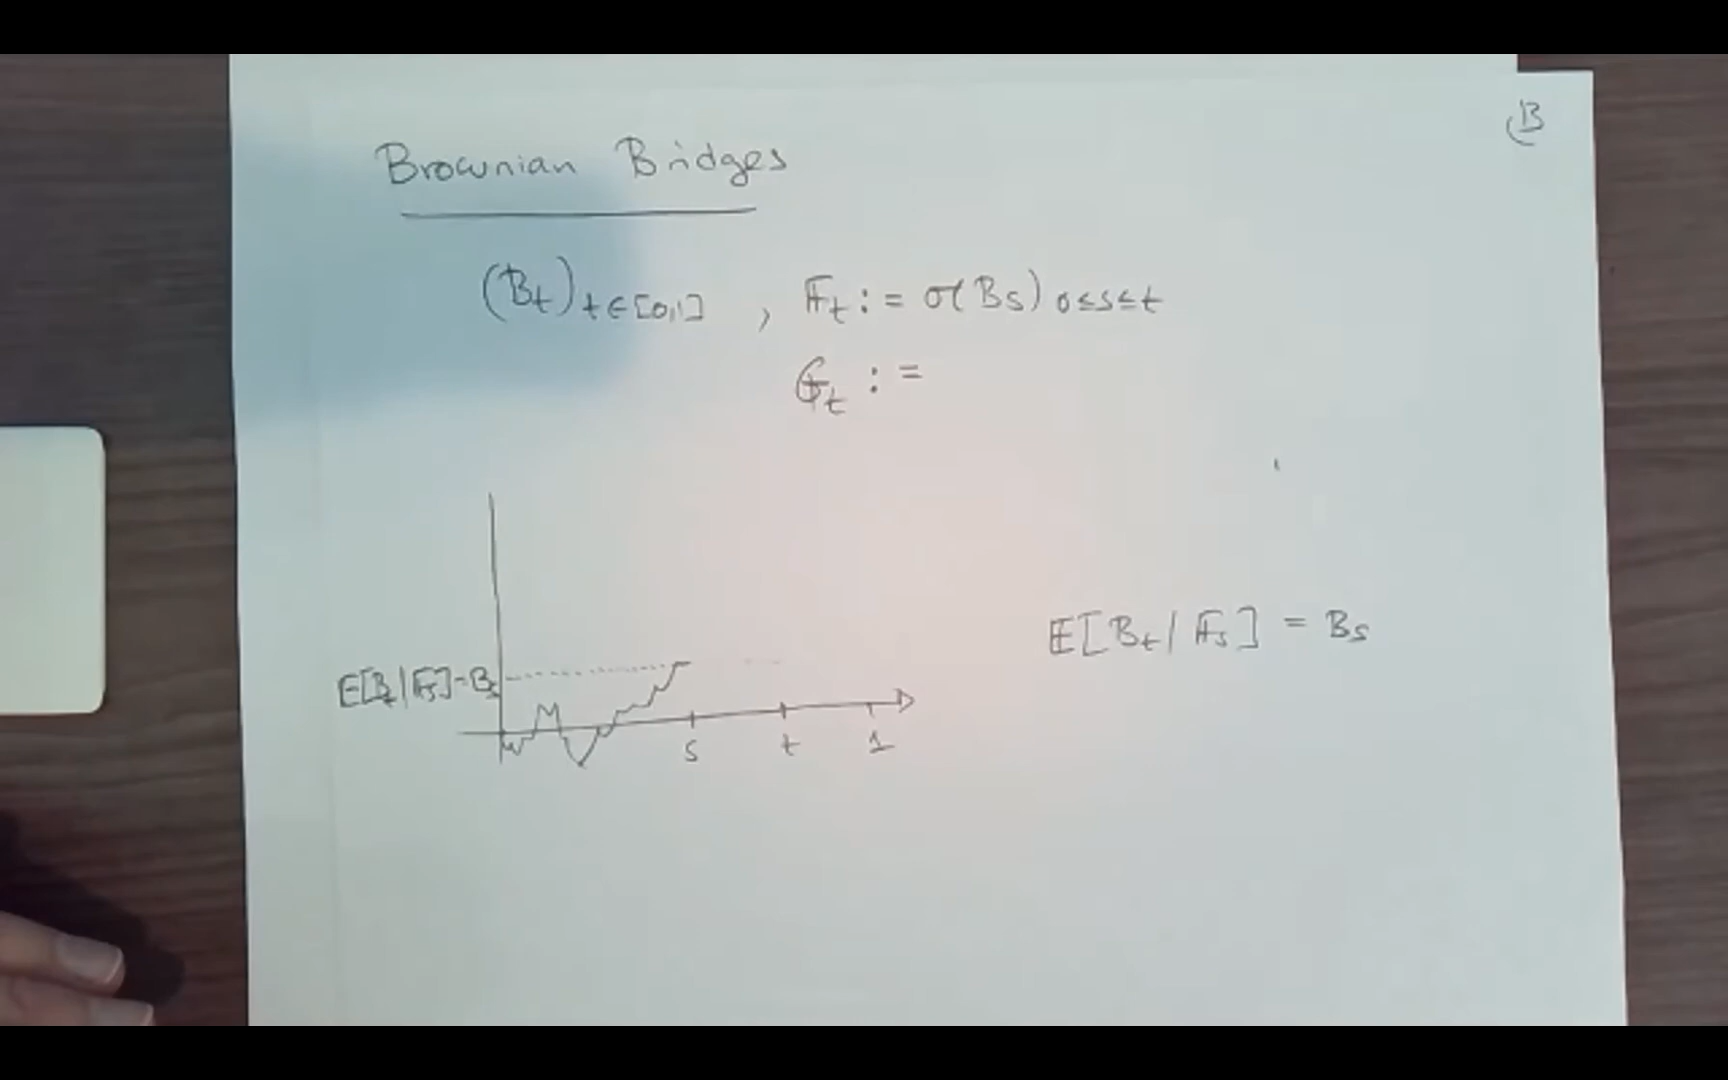 B
Brownian Bridges
(B_t)_{t∈[0,1]} , 𝔽_t := σ(B_s)_{0≤s≤t}
𝔾_t :=
𝔼[B_t | 𝔽_s] = B_s
E[B_t | 𝔽_s] = B_s
s t 1